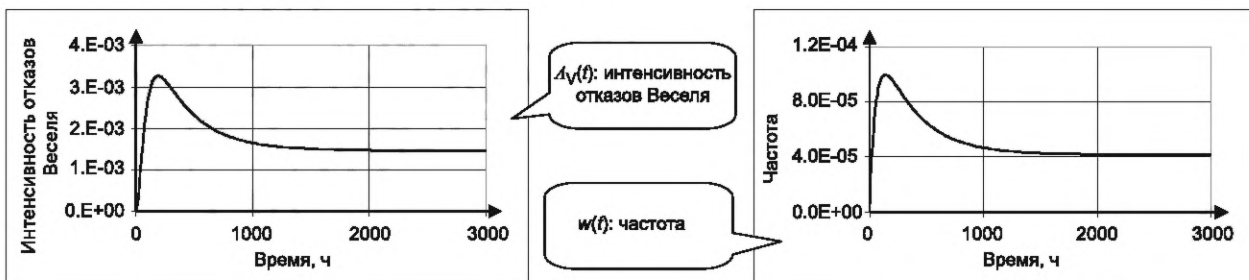 Интенсивность отказов
Веселя
4.E-03
3.E-03
2.E-03
1.E-03
0.E+00
0
1000
2000
3000
Время, ч
ΛV(t): интенсивность
отказов Веселя
w(t): частота
Частота
1.2E-04
8.0E-05
4.0E-05
0.0E+00
0
1000
2000
3000
Время, ч